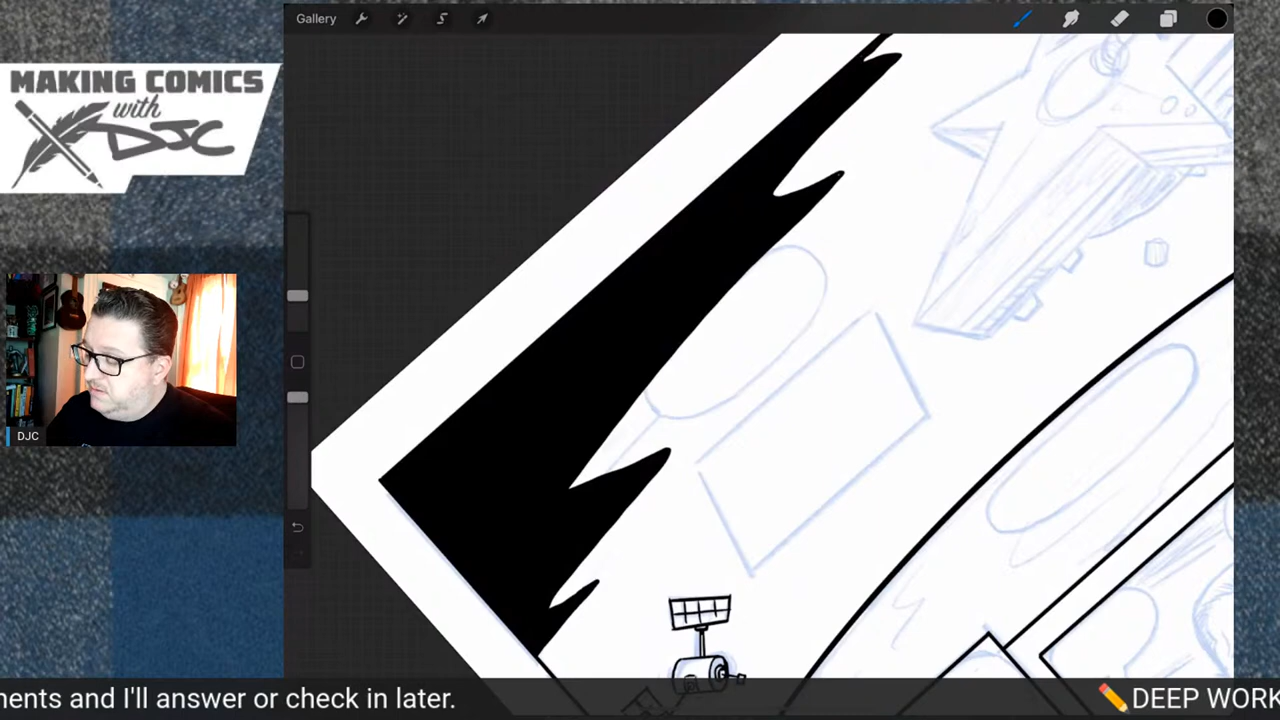 Gallery
MAKING COMICS
with
DJC
DJC
nents and I'll answer or check in later.
✏️DEEP WORK